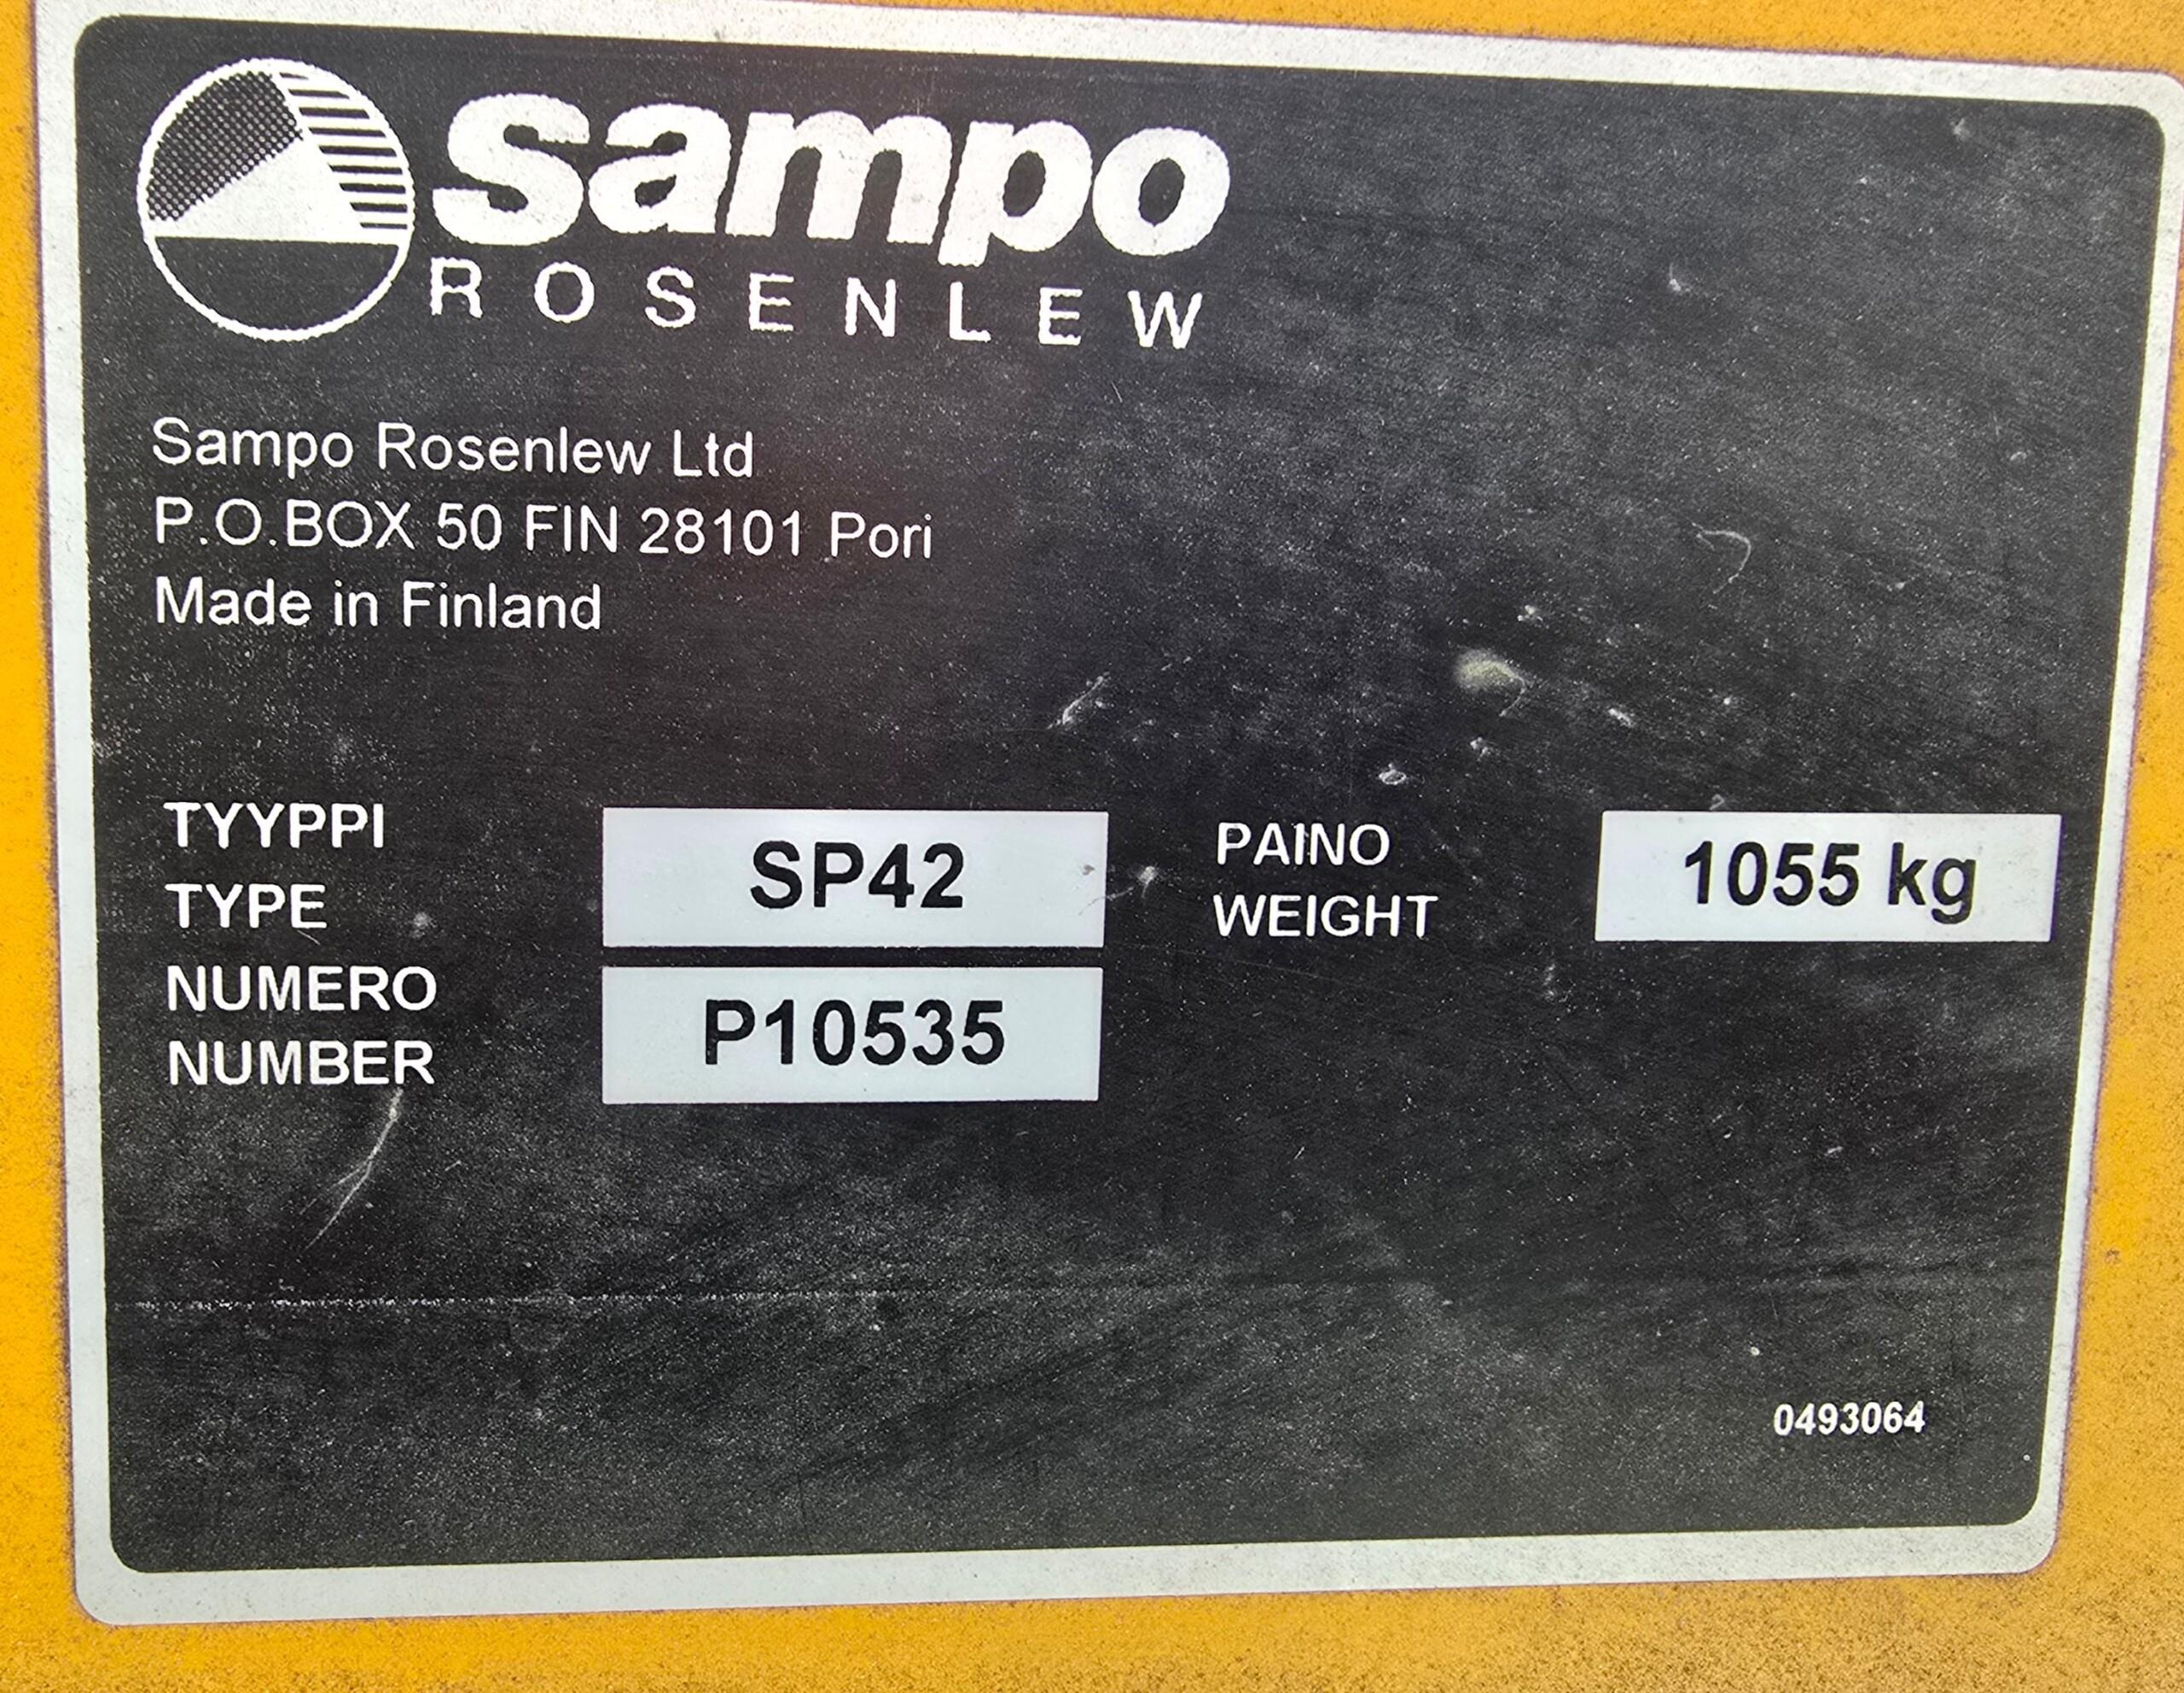 sampo
ROSENLEW
Sampo Rosenlew Ltd
P.O.BOX 50 FIN 28101 Pori
Made in Finland
TYYPPI
TYPE
SP42
PAINO
WEIGHT
1055 kg
NUMERO
NUMBER
P10535
0493064